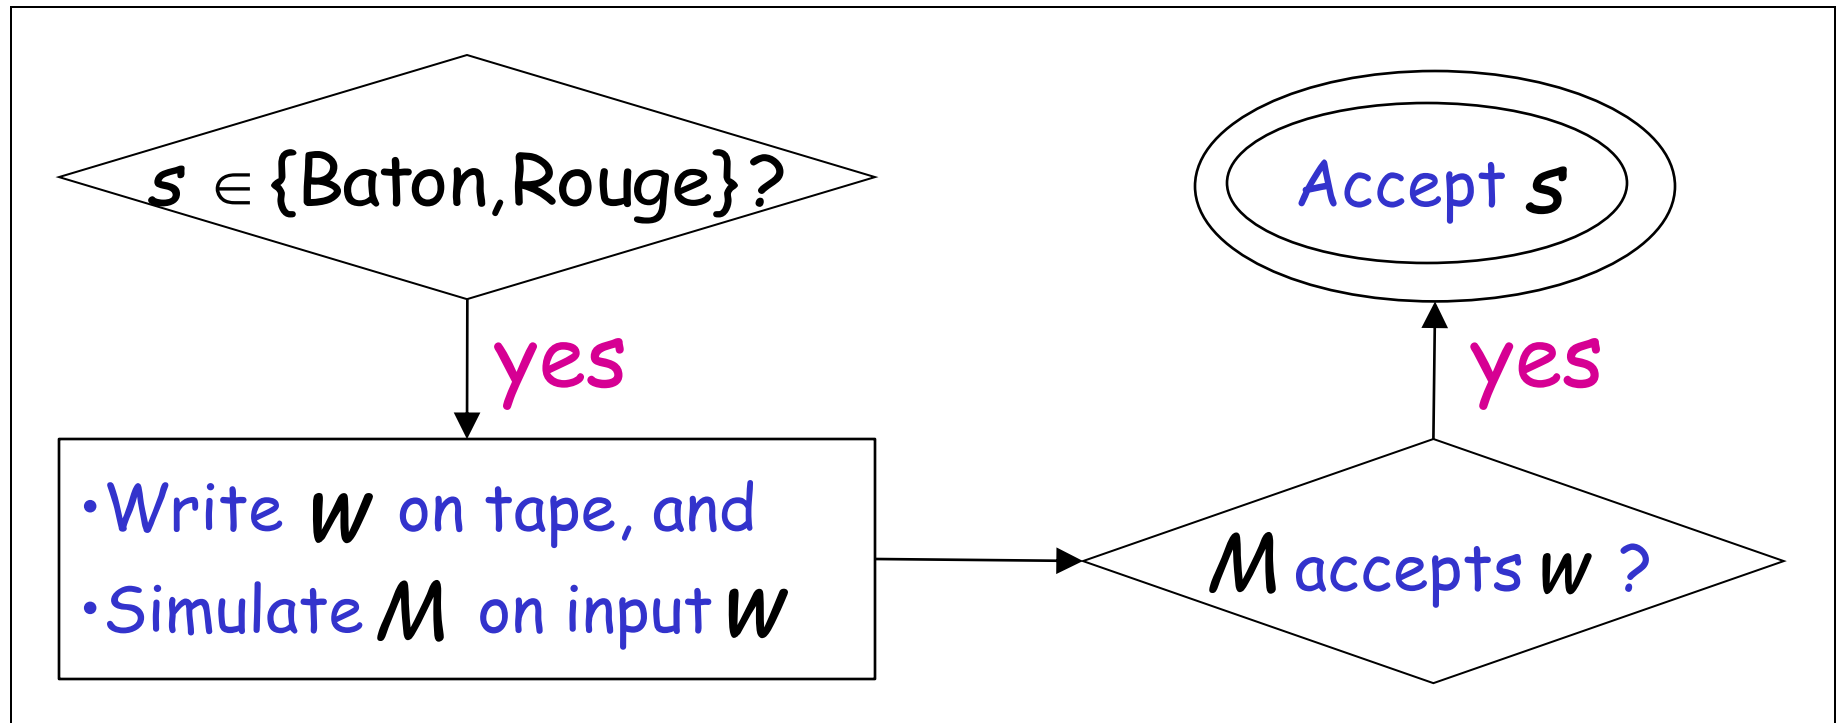 s ∈ {Baton,Rouge}?
yes
•Write w on tape, and
•Simulate M on input w
M accepts w ?
yes
Accept s